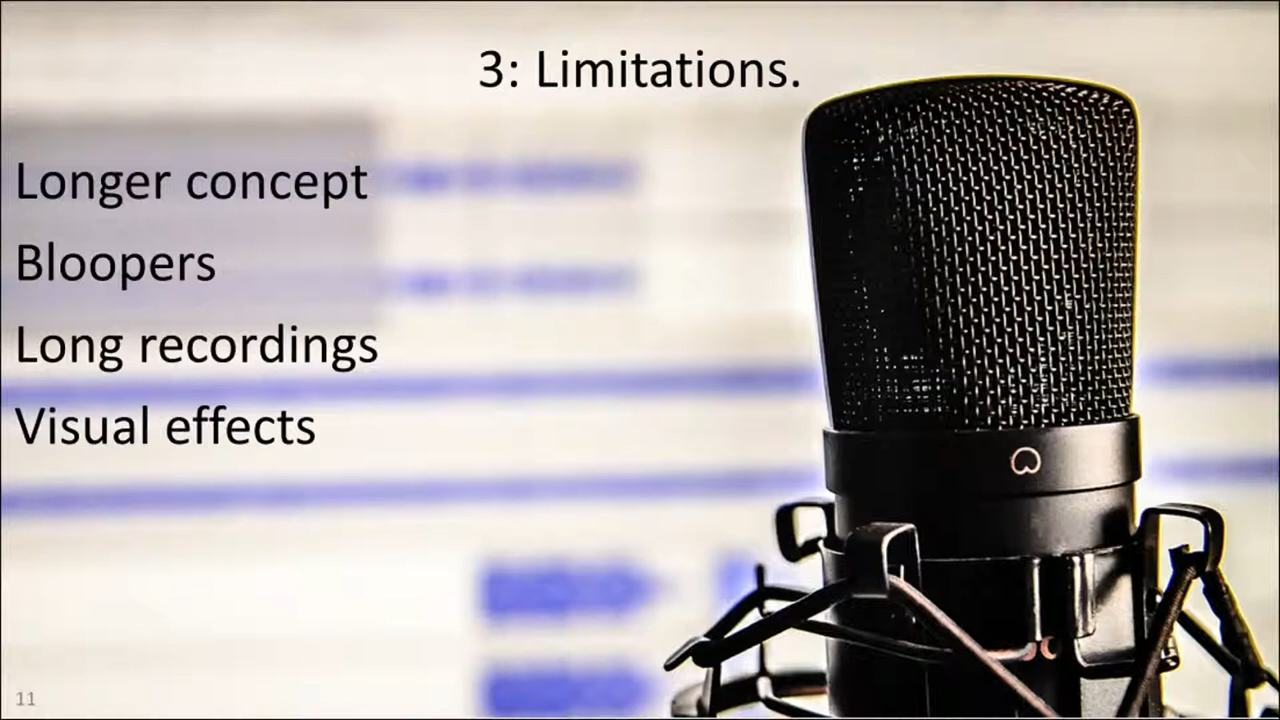 3: Limitations.
Longer concept
Bloopers
Long recordings
Visual effects
11